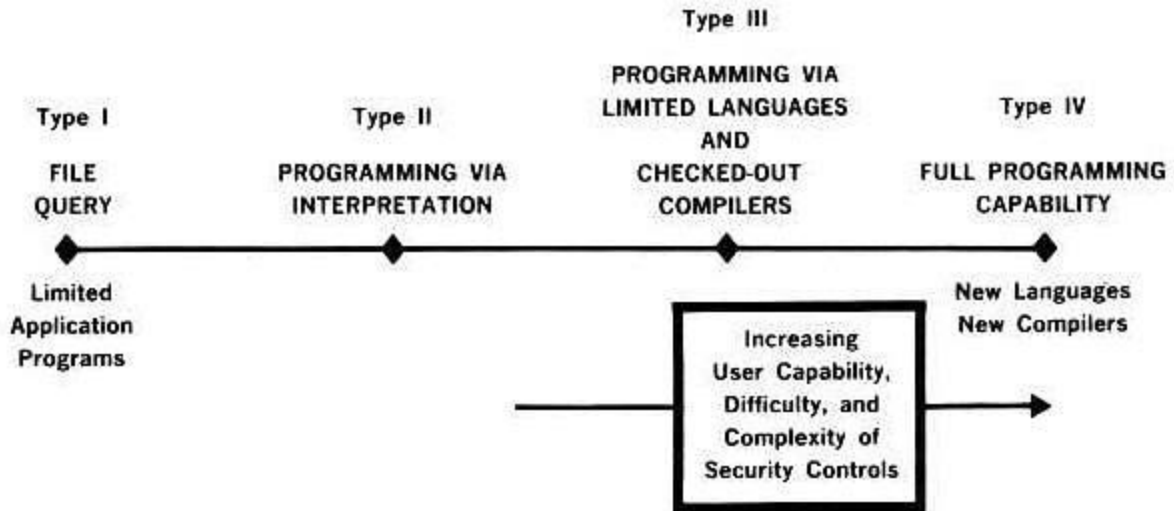 Type I
FILE
QUERY
Limited
Application
Programs
Type II
PROGRAMMING VIA
INTERPRETATION
Type III
PROGRAMMING VIA
LIMITED LANGUAGES
AND
CHECKED-OUT
COMPILERS
Type IV
FULL PROGRAMMING
CAPABILITY
New Languages
New Compilers
Increasing
User Capability,
Difficulty, and
Complexity of
Security Controls